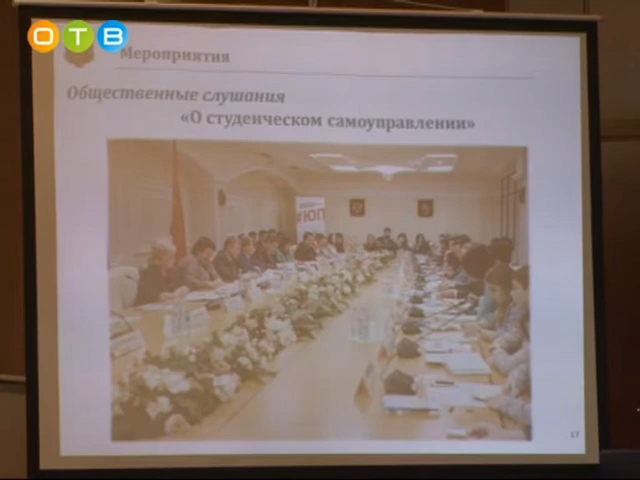 ОТВ
Мероприятия
Общественные слушания
«О студенческом самоуправлении»
17